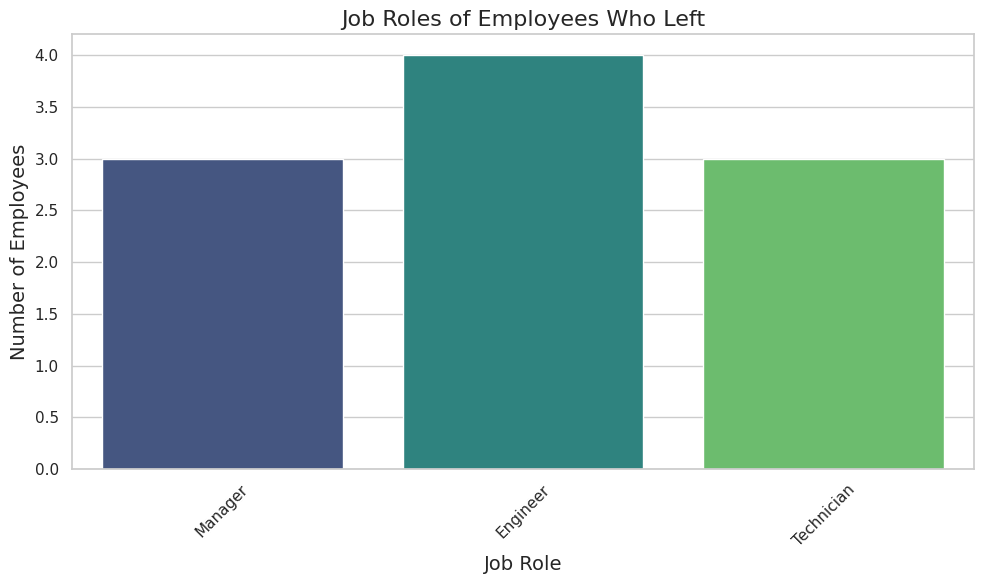 Job Roles of Employees Who Left
Number of Employees
4.0
3.5
3.0
2.5
2.0
1.5
1.0
0.5
0.0
Manager
Engineer
Technician
Job Role